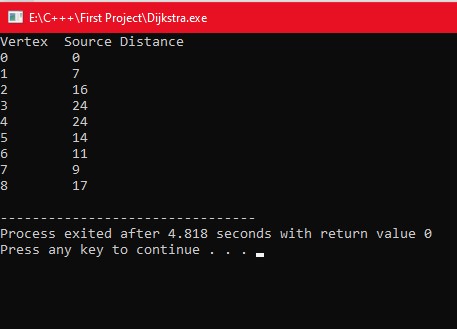 E:\C+++\First Project\Dijkstra.exe
Vertex  Source Distance
0        0
1        7
2        16
3        24
4        24
5        14
6        11
7        9
8        17
--------------------------------
Process exited after 4.818 seconds with return value 0
Press any key to continue . . .